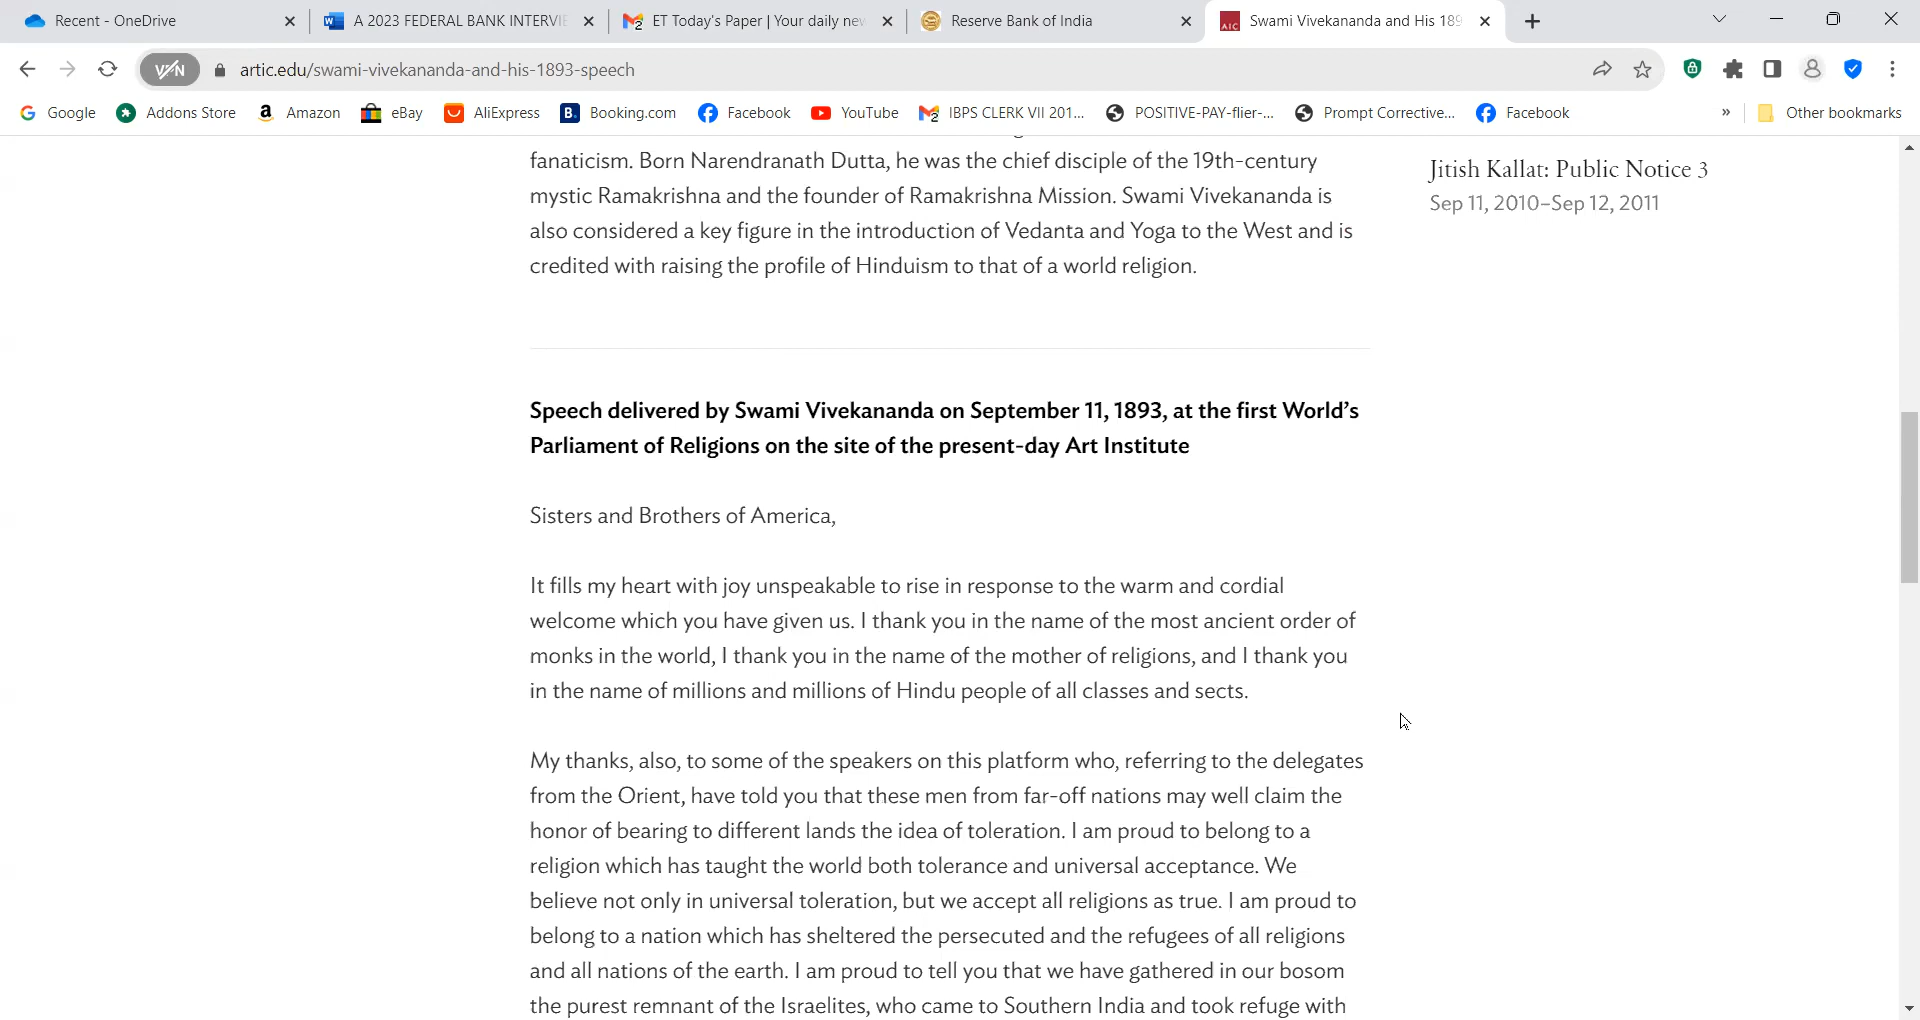 Recent - OneDrive
A 2023 FEDERAL BANK INTERVIE
ET Today's Paper | Your daily nev
Reserve Bank of India
AIC Swami Vivekananda and His 189
VPN artic.edu/swami-vivekananda-and-his-1893-speech
Google Addons Store Amazon eBay AliExpress B. Booking.com Facebook YouTube IBPS CLERK VII 201... POSITIVE-PAY-flier-... Prompt Corrective... Facebook » Other bookmarks
fanaticism. Born Narendranath Dutta, he was the chief disciple of the 19th-century
mystic Ramakrishna and the founder of Ramakrishna Mission. Swami Vivekananda is
also considered a key figure in the introduction of Vedanta and Yoga to the West and is
credited with raising the profile of Hinduism to that of a world religion.
Jitish Kallat: Public Notice 3
Sep 11, 2010–Sep 12, 2011
Speech delivered by Swami Vivekananda on September 11, 1893, at the first World’s
Parliament of Religions on the site of the present-day Art Institute
Sisters and Brothers of America,
It fills my heart with joy unspeakable to rise in response to the warm and cordial
welcome which you have given us. I thank you in the name of the most ancient order of
monks in the world, I thank you in the name of the mother of religions, and I thank you
in the name of millions and millions of Hindu people of all classes and sects.
My thanks, also, to some of the speakers on this platform who, referring to the delegates
from the Orient, have told you that these men from far-off nations may well claim the
honor of bearing to different lands the idea of toleration. I am proud to belong to a
religion which has taught the world both tolerance and universal acceptance. We
believe not only in universal toleration, but we accept all religions as true. I am proud to
belong to a nation which has sheltered the persecuted and the refugees of all religions
and all nations of the earth. I am proud to tell you that we have gathered in our bosom
the purest remnant of the Israelites, who came to Southern India and took refuge with